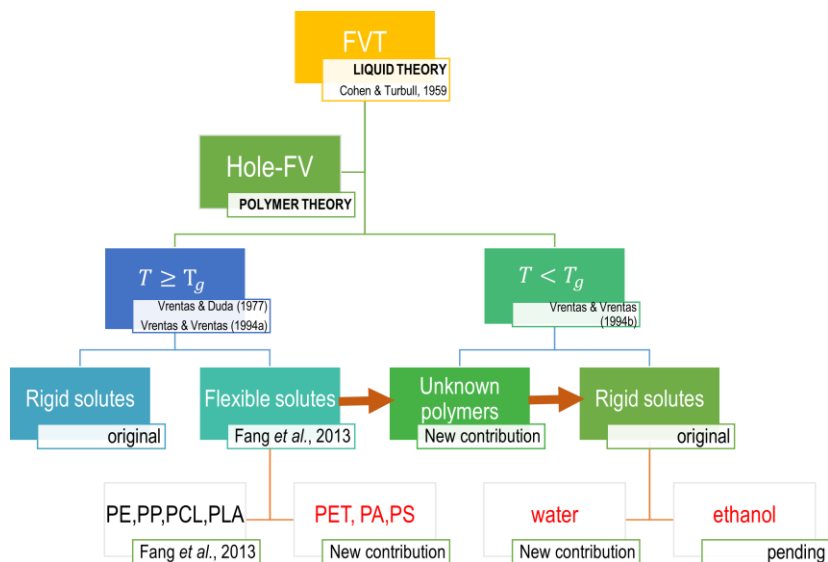 FVT
LIQUID THEORY
Cohen & Turbull, 1959
Hole-FV
POLYMER THEORY
T ≥ Tg
Vrentas & Duda (1977)
Vrentas & Vrentas (1994a)
T < Tg
Vrentas & Vrentas
(1994b)
Rigid solutes
original
Flexible solutes
Fang et al., 2013
Unknown
polymers
New contribution
Rigid solutes
original
PE,PP,PCL,PLA
Fang et al., 2013
PET, PA,PS
New contribution
water
New contribution
ethanol
pending